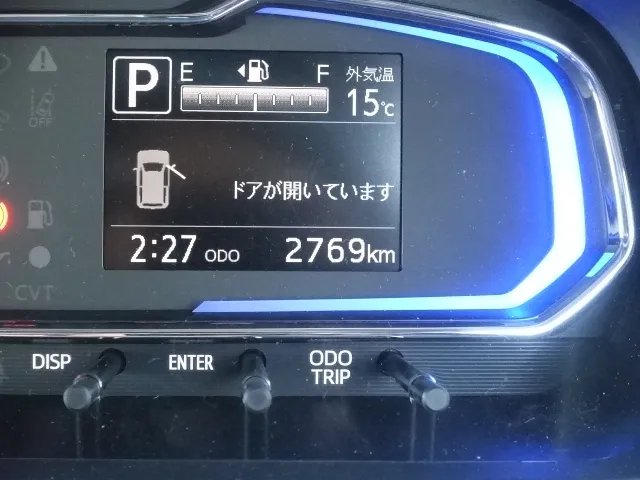 P
E F
外気温
15℃
OFF
ドアが開いています
2:27 ODO 2769km
CVT
DISP ENTER ODO TRIP